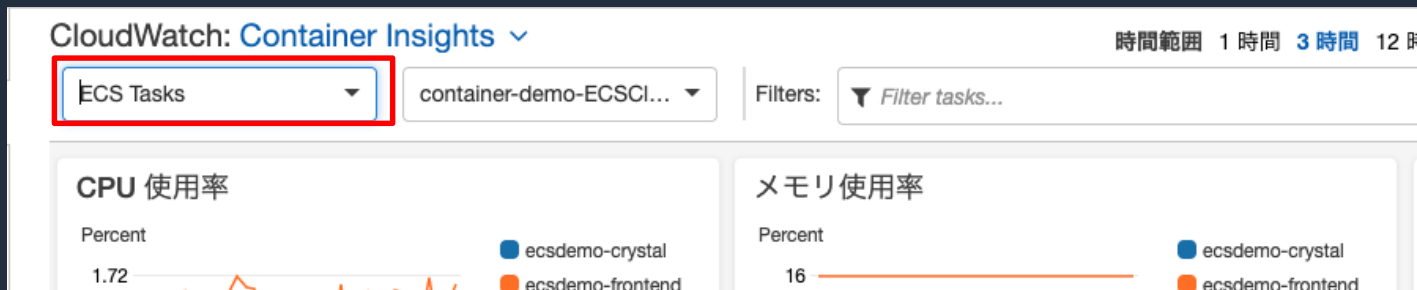 CloudWatch: Container Insights
時間範囲 1 時間 3 時間 12
ECS Tasks
container-demo-ECSCl...
Filters:
Filter tasks...
CPU 使用率
Percent
1.72
ecsdemo-crystal
ecsdemo-frontend
メモリ使用率
Percent
16
ecsdemo-crystal
ecsdemo-frontend